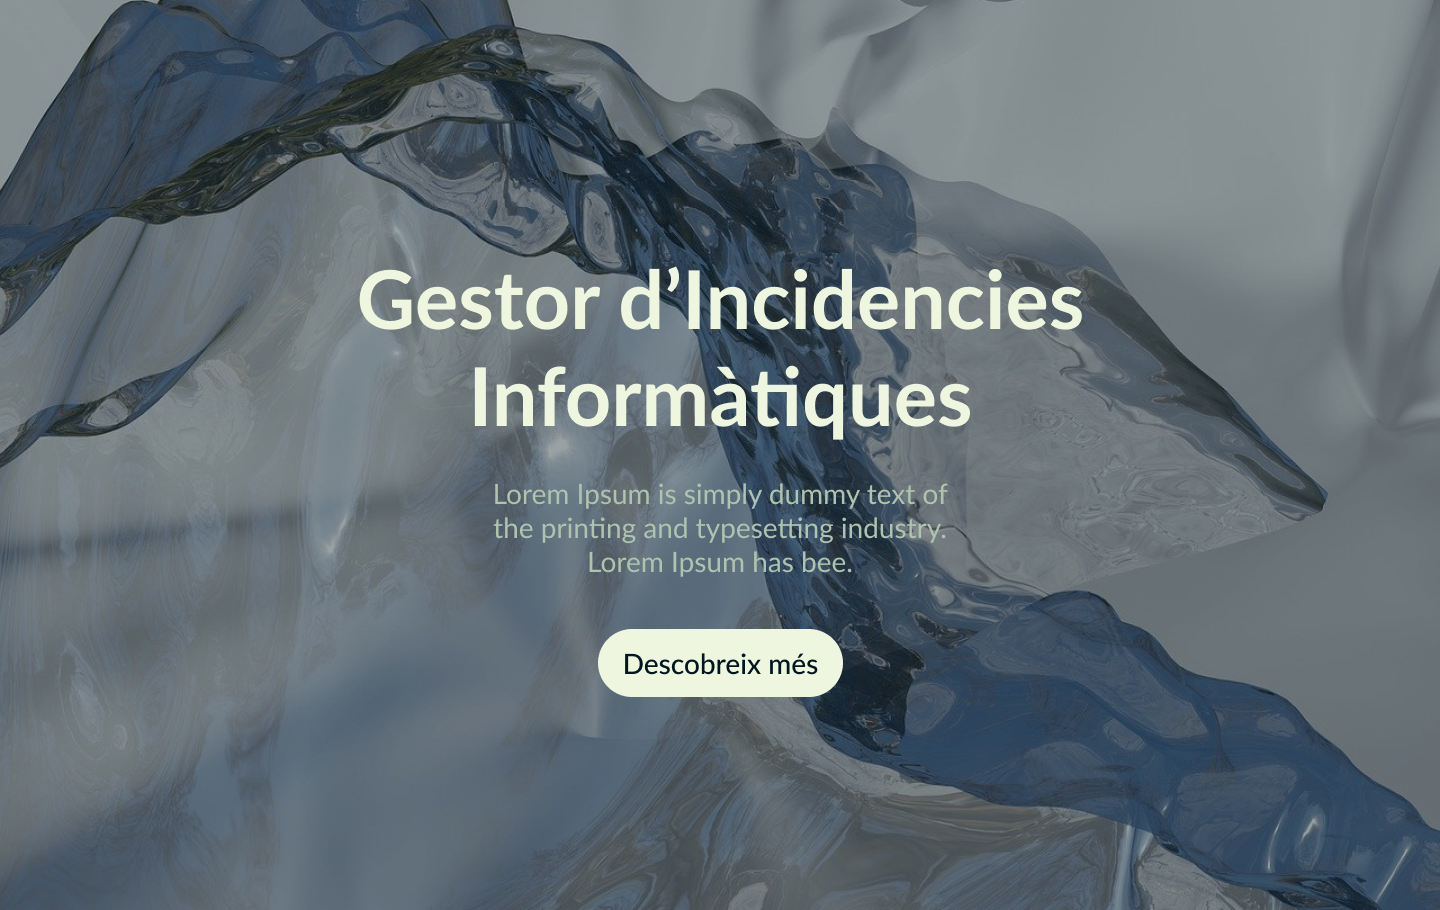 Gestor d’Incidencies
Informàtiques
Lorem Ipsum is simply dummy text of
the printing and typesetting industry.
Lorem Ipsum has bee.
Descobreix més